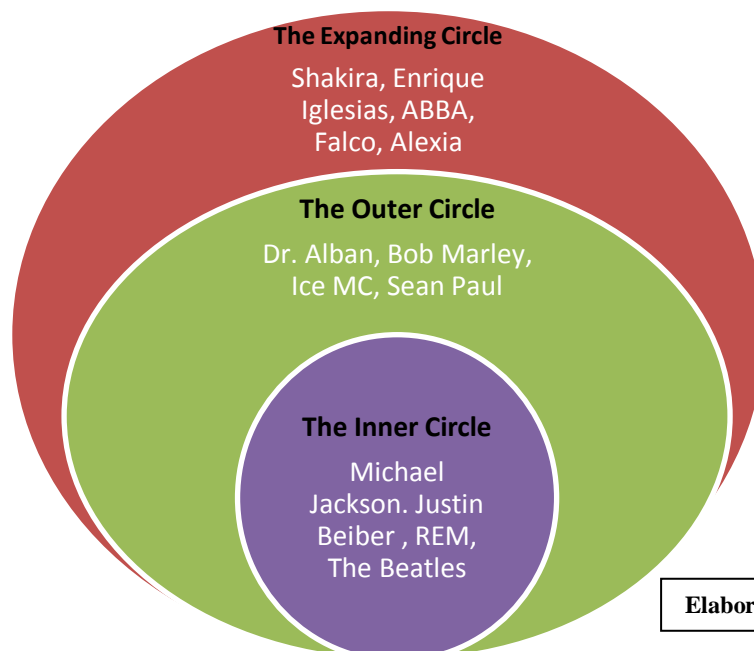 The Expanding Circle
Shakira, Enrique
Iglesias, ABBA,
Falco, Alexia
The Outer Circle
Dr. Alban, Bob Marley,
Ice MC, Sean Paul
The Inner Circle
Michael
Jackson. Justin
Beiber , REM,
The Beatles
Elabor